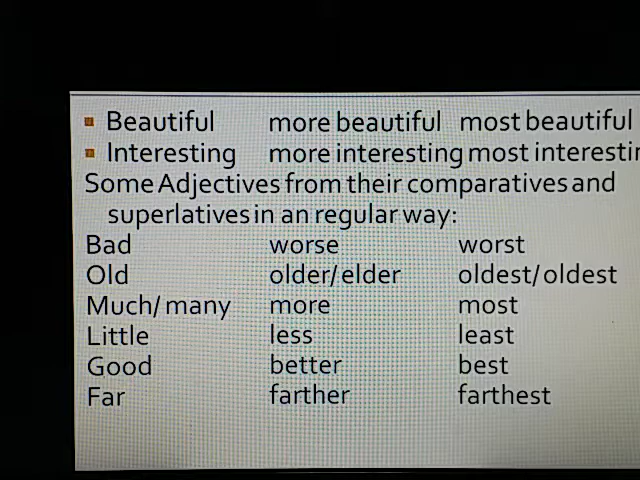 ▪ Beautiful more beautiful most beautiful
▪ Interesting more interesting most interestin
Some Adjectives from their comparatives and
superlatives in an regular way:
Bad worse worst
Old older/elder oldest/oldest
Much/many more most
Little less least
Good better best
Far farther farthest